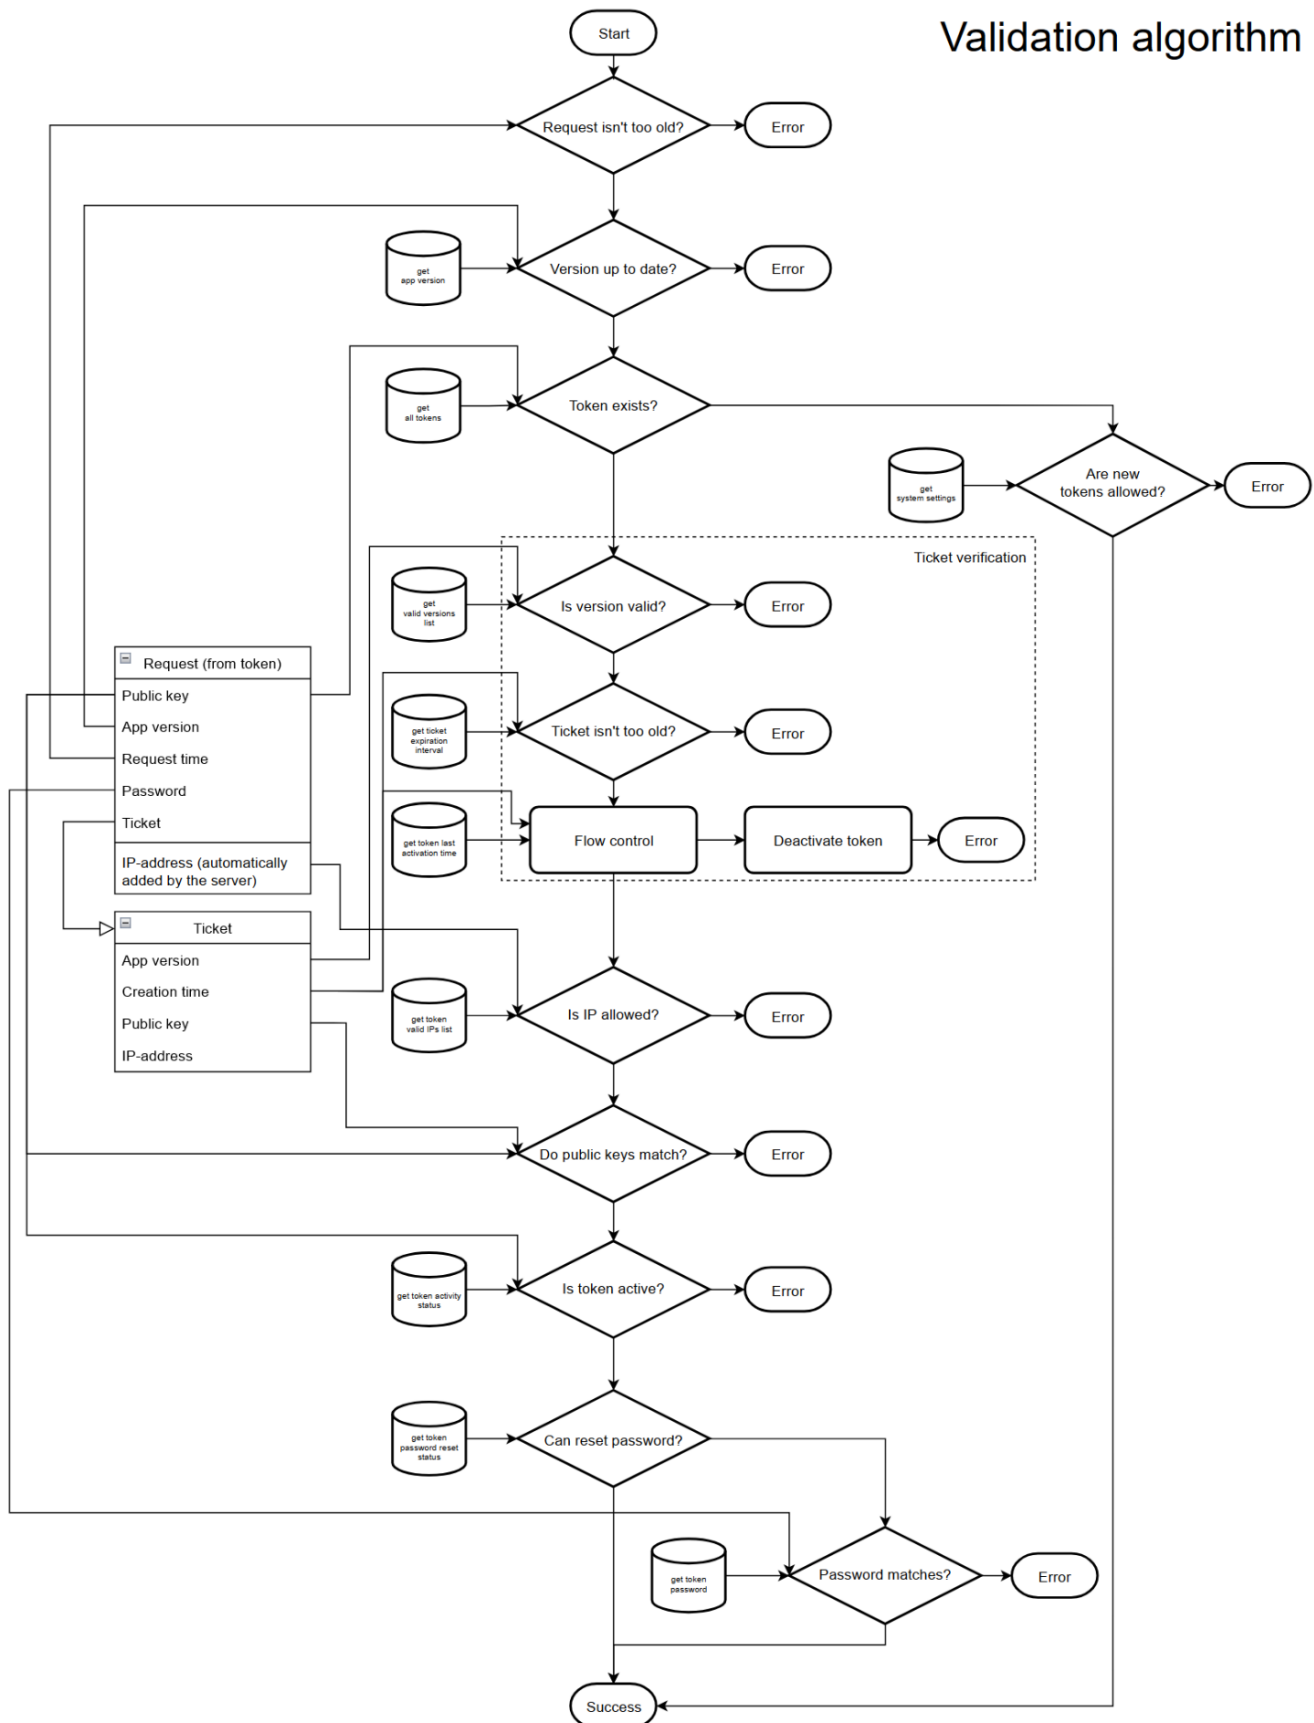 Validation algorithm
Start
Request isn't too old?
Error
get
app version
Version up to date?
Error
get
all tokens
Token exists?
get
system settings
Are new
tokens allowed?
Error
Ticket verification
get
valid versions
list
Is version valid?
Error
Request (from token)
Public key
App version
Request time
Password
Ticket
IP-address (automatically
added by the server)
get ticket
expiration
interval
Ticket isn't too old?
Error
get token last
activation time
Flow control
Deactivate token
Error
Ticket
App version
Creation time
Public key
IP-address
get token
valid IPs list
Is IP allowed?
Error
Do public keys match?
Error
get token activity
status
Is token active?
Error
get token
password reset
status
Can reset password?
get token
password
Password matches?
Error
Success